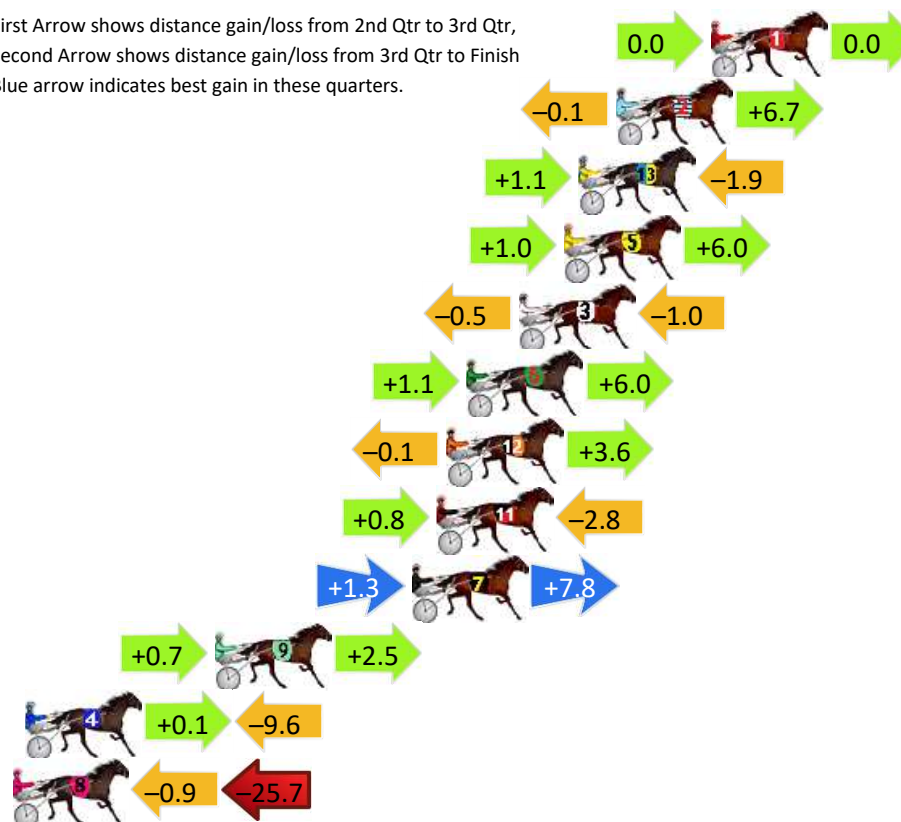 irst Arrow shows distance gain/loss from 2nd Qtr to 3rd Qtr,
econd Arrow shows distance gain/loss from 3rd Qtr to Finish
Blue arrow indicates best gain in these quarters.
0.0 1 0.0
–0.1 2 +6.7
+1.1 13 –1.9
+1.0 5 +6.0
–0.5 3 –1.0
+1.1 6 +6.0
–0.1 12 +3.6
+0.8 11 –2.8
+1.3 7 +7.8
+0.7 9 +2.5
4 +0.1 –9.6
8 –0.9 –25.7